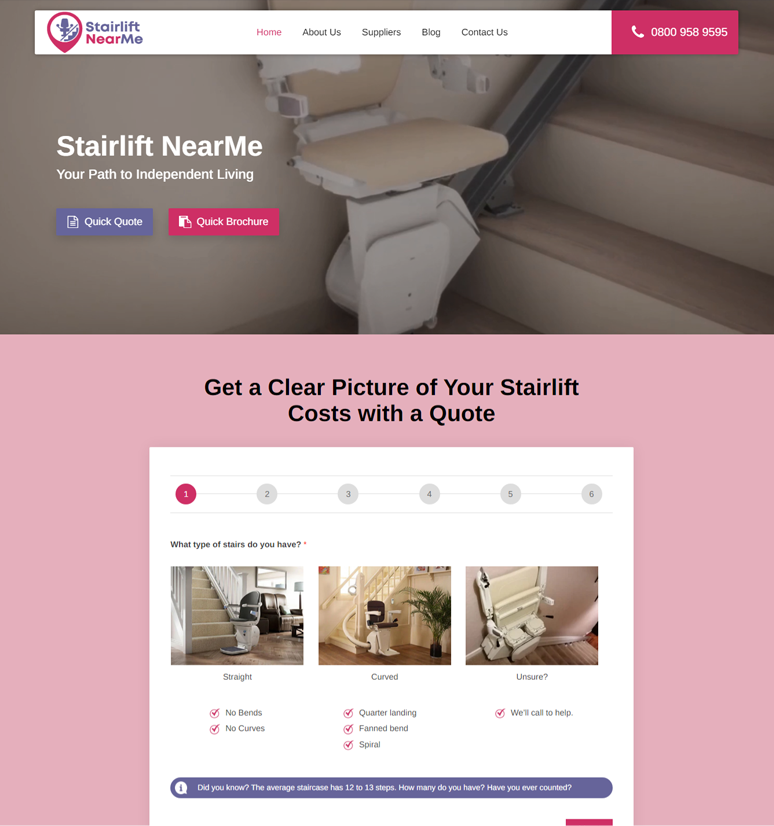 Stairlift
NearMe
Home About Us Suppliers Blog Contact Us
0800 958 9595
Stairlift NearMe
Your Path to Independent Living
Quick Quote Quick Brochure
Get a Clear Picture of Your Stairlift
Costs with a Quote
1 2 3 4 5 6
What type of stairs do you have? *
Straight Curved Unsure?
No Bends Quarter landing We'll call to help.
No Curves Fanned bend
Spiral
Did you know? The average staircase has 12 to 13 steps. How many do you have? Have you ever counted?